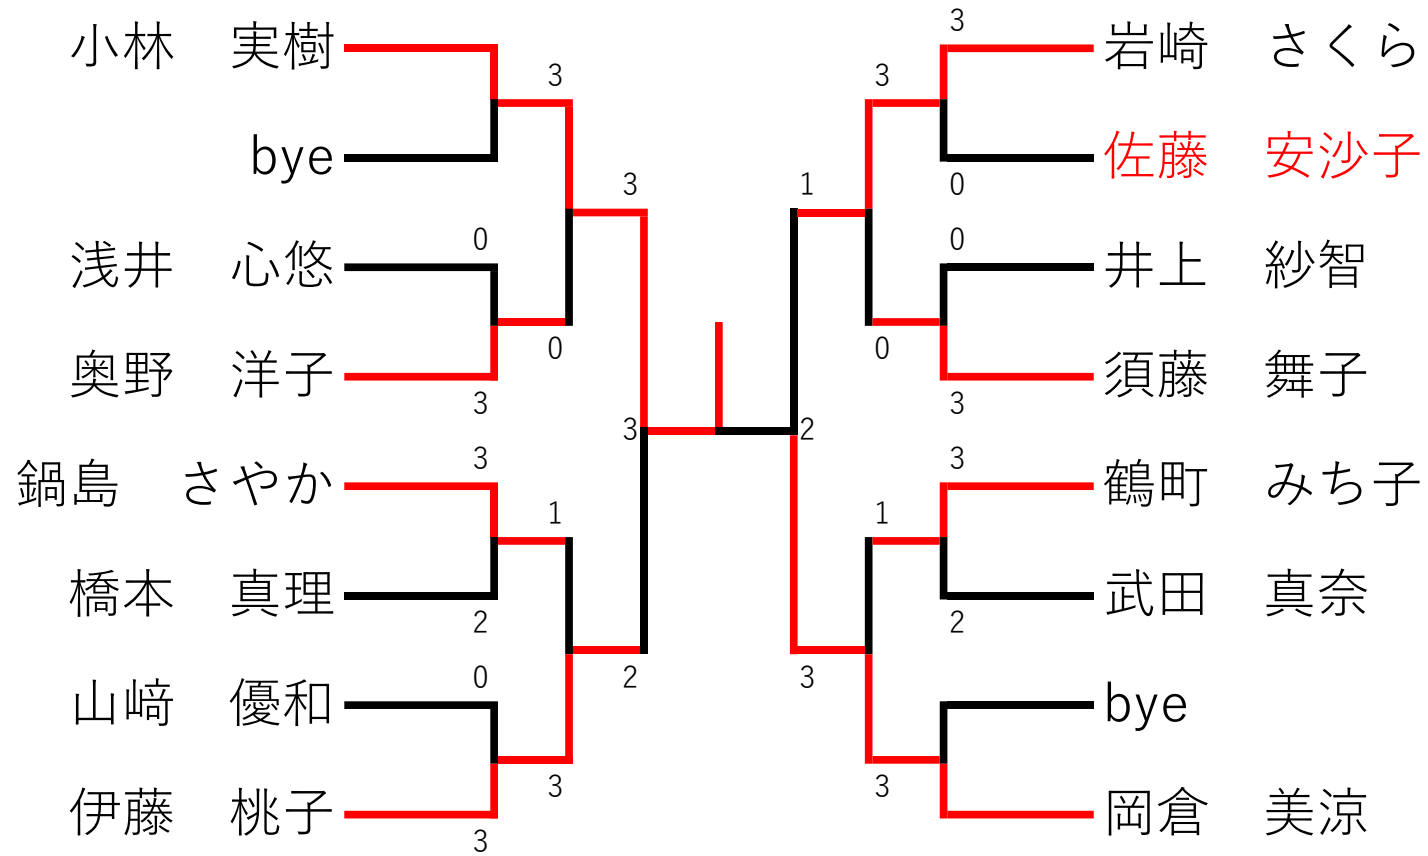 小林　実樹
bye
浅井　心悠
奥野　洋子
鍋島　さやか
橋本　真理
山﨑　優和
伊藤　桃子
3
0
3
3
2
0
3
3
0
1
3
3
2
3
2
1
3
3
0
1
3
3
0
0
3
3
2
岩崎　さくら
佐藤　安沙子
井上　紗智
須藤　舞子
鶴町　みち子
武田　真奈
bye
岡倉　美涼